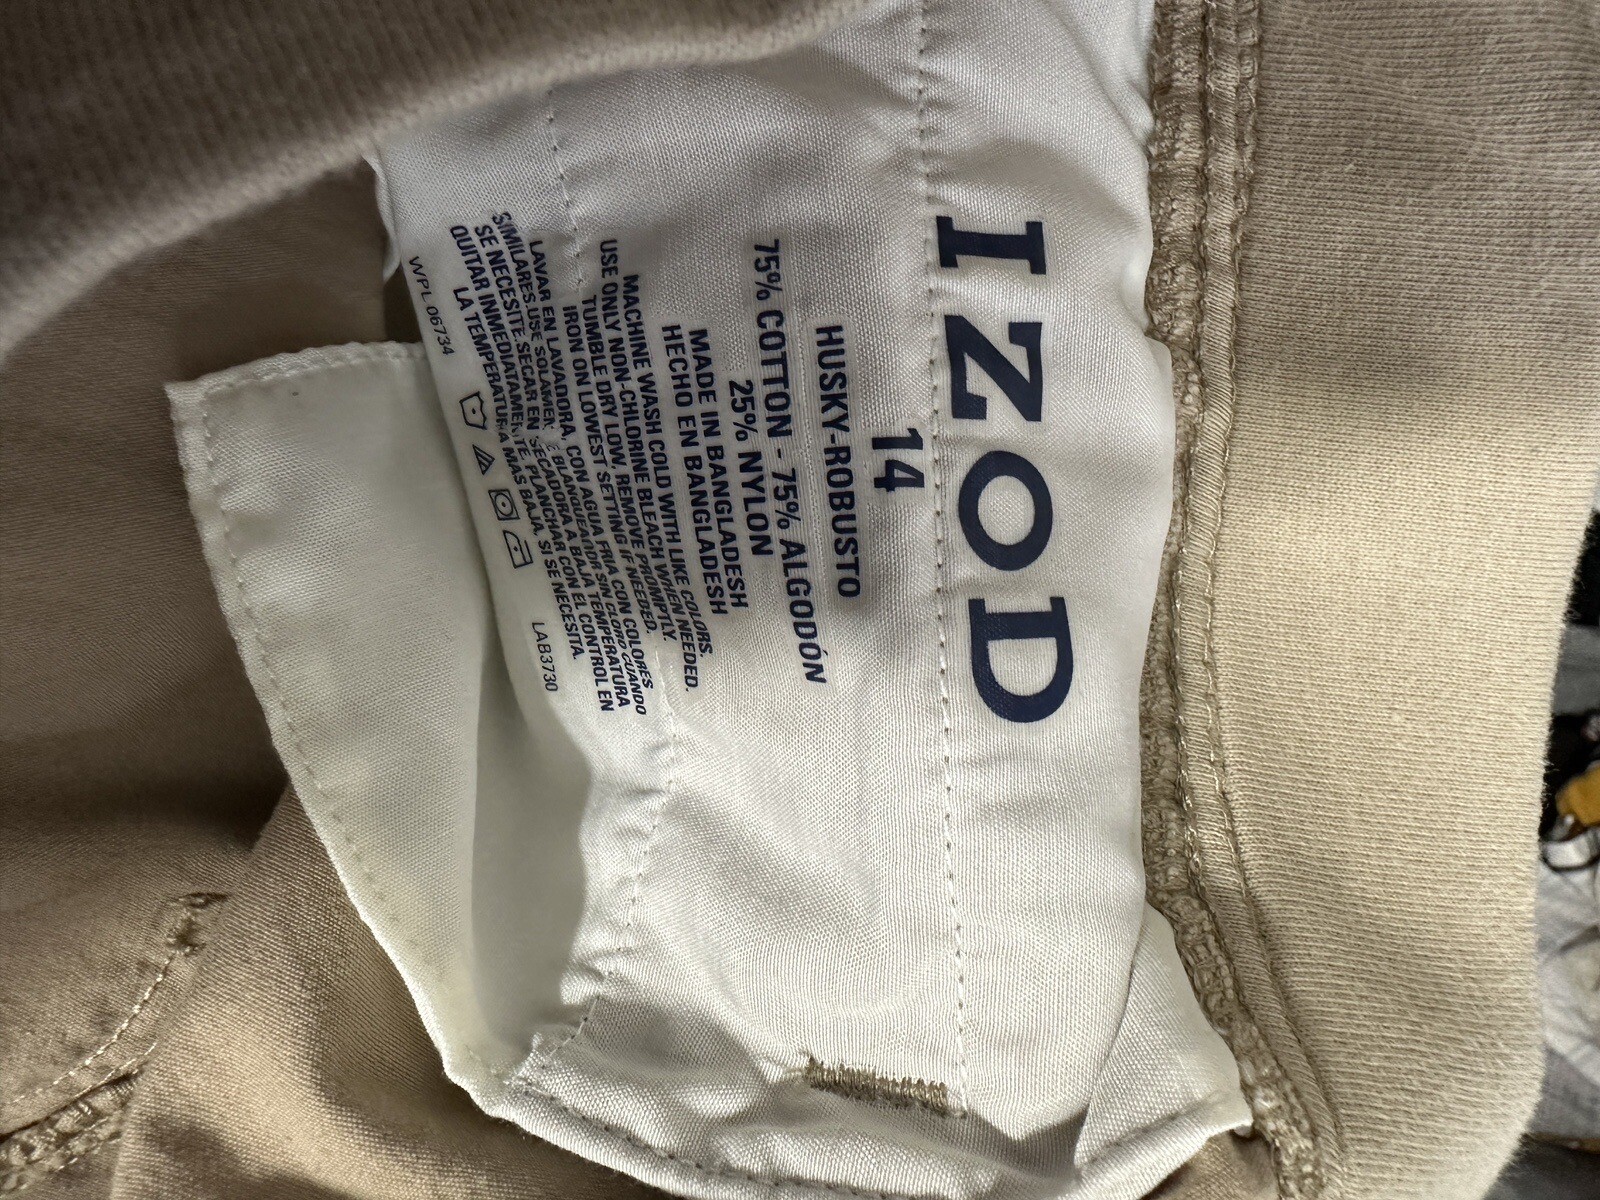 IZOD
14
HUSKY-ROBUSTO
75% COTTON - 75% ALGODÓN
25% NYLON
MADE IN BANGLADESH
HECHO EN BANGLADESH
MACHINE WASH COLD WITH LIKE COLORS.
USE ONLY NON-CHLORINE BLEACH WHEN NEEDED.
TUMBLE DRY LOW. REMOVE PROMPTLY.
IRON ON LOWEST SETTING IF NEEDED.
LAVAR EN LAVADORA, CON AGUA FRIA CON COLORES
SIMILARES. USE SOLAMENTE BLANQUEADOR SIN CLORO CUANDO
SE NECESITE. SECAR EN SECADORA A BAJA TEMPERATURA
QUITAR INMEDIATAMENTE. PLANCHAR CON EL CONTROL EN
LA TEMPERATURA MAS BAJA, SI SE NECESITA.
WPL 06734
LAB3730